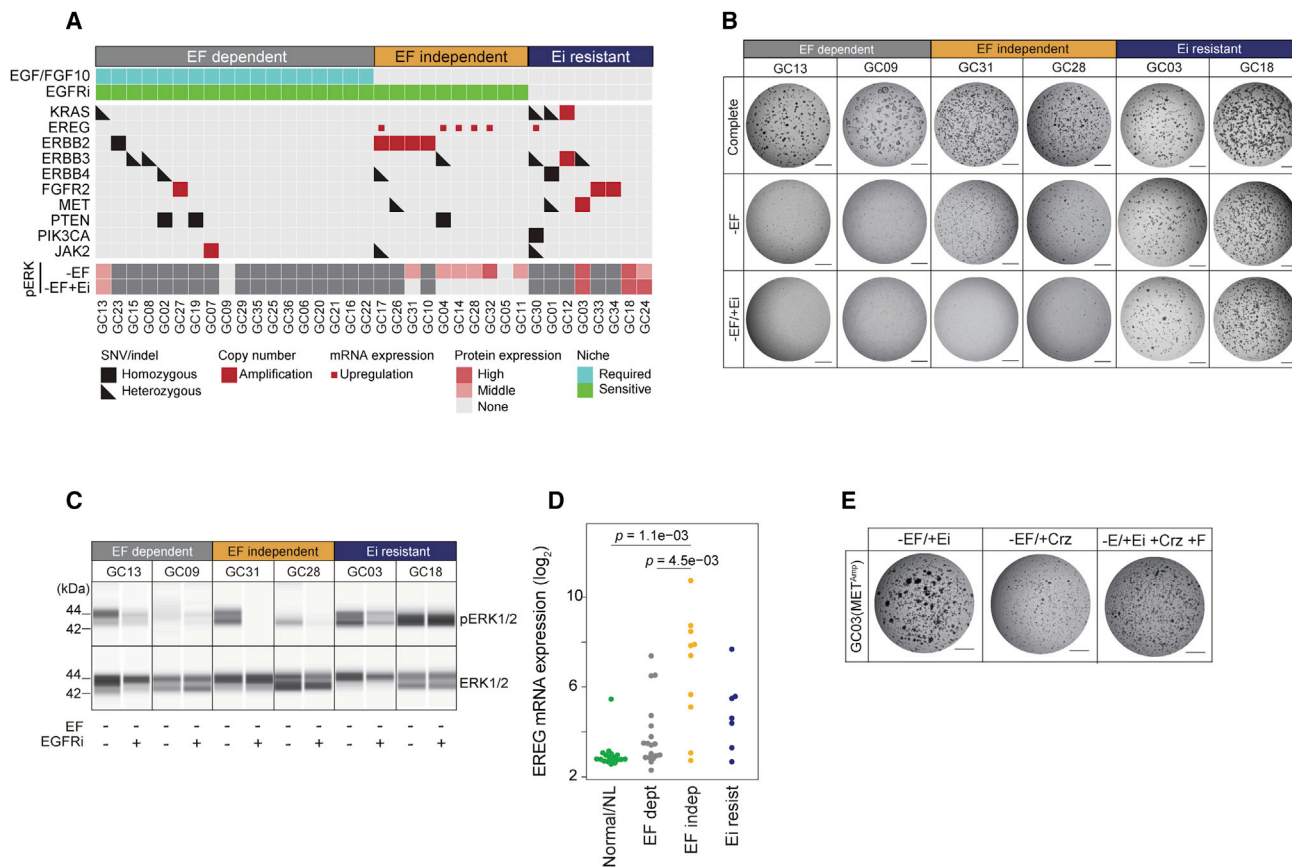 A
EF dependent EF independent Ei resistant
EGF/FGF10
EGFRi
KRAS
EREG
ERBB2
ERBB3
ERBB4
FGFR2
MET
PTEN
PIK3CA
JAK2
pERK
-EF
-EF+Ei
GC13 GC23 GC15 GC08 GC02 GC27 GC19 GC07 GC09 GC29 GC35 GC36 GC06 GC20 GC21 GC16 GC22 GC17 GC26 GC31 GC10 GC04 GC14 GC28 GC32 GC05 GC11 GC30 GC01 GC12 GC03 GC33 GC34 GC18 GC24
SNV/indel Copy number mRNA expression Protein expression Niche
Homozygous Amplification Upregulation High Required
Heterozygous Middle Sensitive
None
B
EF dependent EF independent Ei resistant
GC13 GC09 GC31 GC28 GC03 GC18
Complete
-EF
-EF/+Ei
C
EF dependent EF independent Ei resistant
(kDa) GC13 GC09 GC31 GC28 GC03 GC18
44
42
pERK1/2
44
42
ERK1/2
EF - - - - - -
EGFRi - + - + - + - + - + - +
D
EREG mRNA expression (log2)
p = 1.1e-03
p = 4.5e-03
10
6
2
Normal/NL
EF dept
EF indep
Ei resist
E
-EF/+Ei -EF/+Crz -E/+Ei +Crz +F
GC03(MET^Amp)